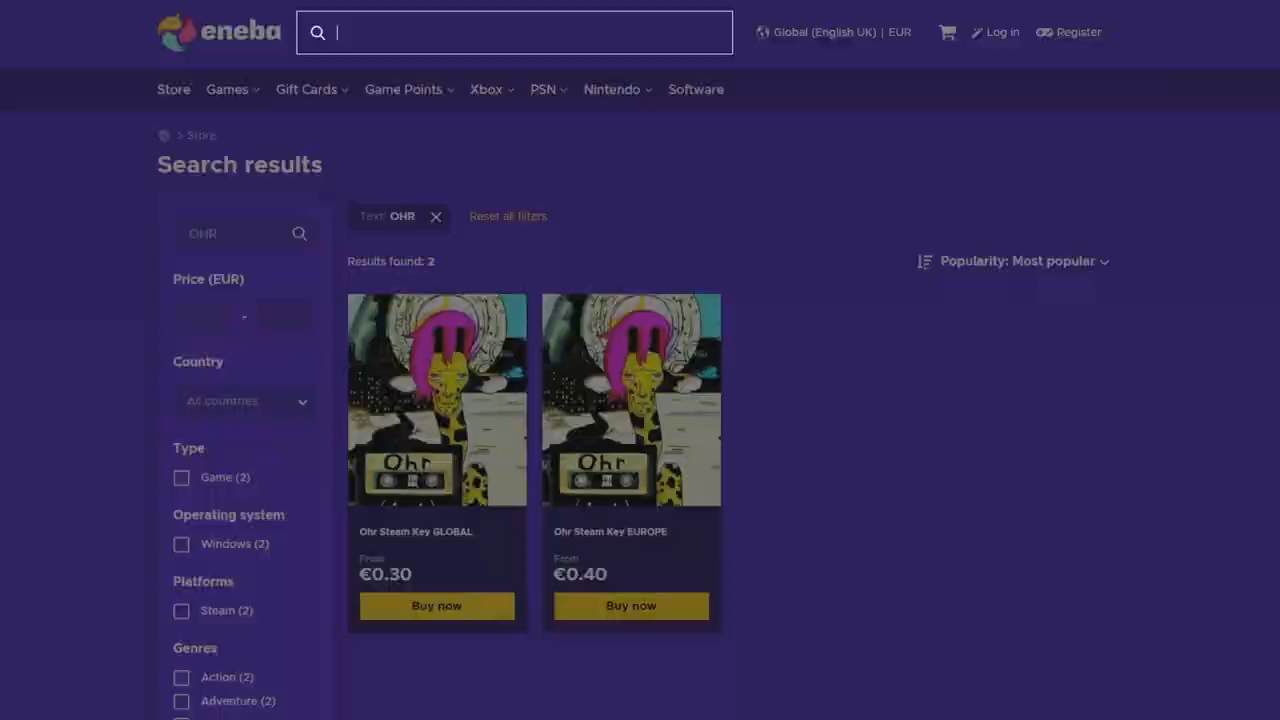 eneba
Global (English UK) | EUR
Log in
Register
Store
Games
Gift Cards
Game Points
Xbox
PSN
Nintendo
Software
Store
Search results
OHR
Text: OHR
Reset all filters
Results found: 2
Popularity: Most popular
Price (EUR)
-
Country
All countries
Type
Game (2)
Operating system
Windows (2)
Platforms
Steam (2)
Genres
Action (2)
Adventure (2)
Ohr
Ohr Steam Key GLOBAL
From
€0.30
Buy now
Ohr
Ohr Steam Key EUROPE
From
€0.40
Buy now